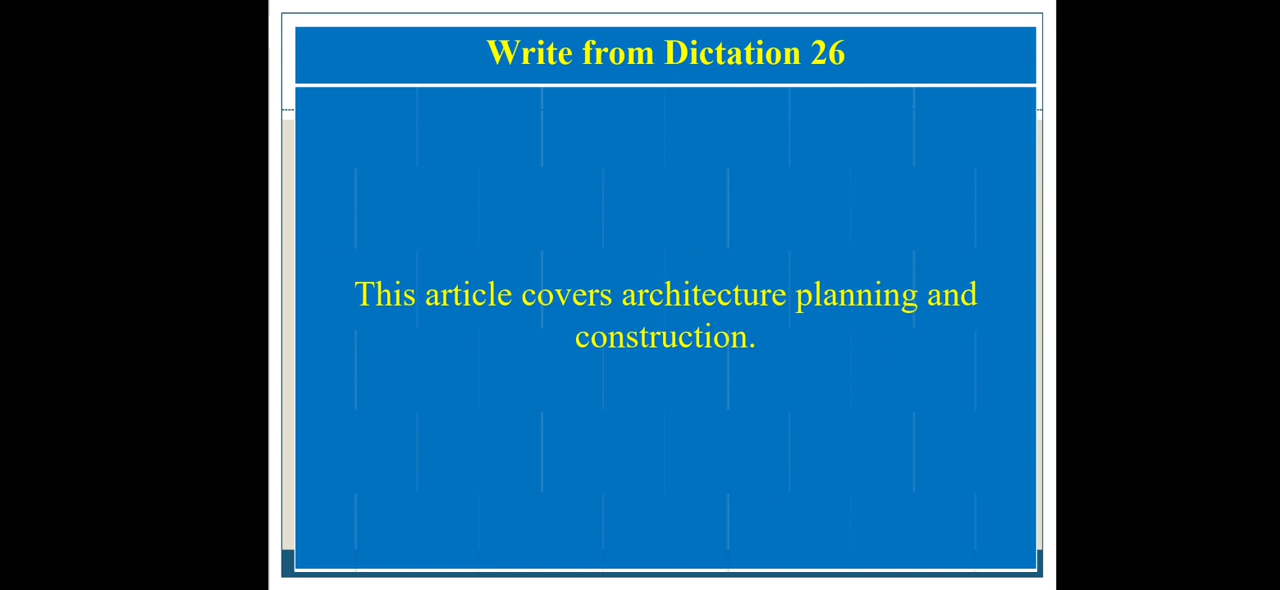 Write from Dictation 26
This article covers architecture planning and
construction.